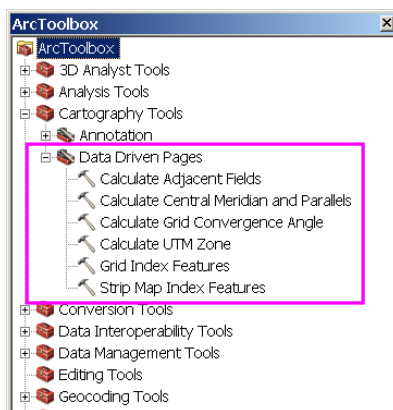 ArcToolbox
ArcToolbox
3D Analyst Tools
Analysis Tools
Cartography Tools
Annotation
Data Driven Pages
Calculate Adjacent Fields
Calculate Central Meridian and Parallels
Calculate Grid Convergence Angle
Calculate UTM Zone
Grid Index Features
Strip Map Index Features
Conversion Tools
Data Interoperability Tools
Data Management Tools
Editing Tools
Geocoding Tools